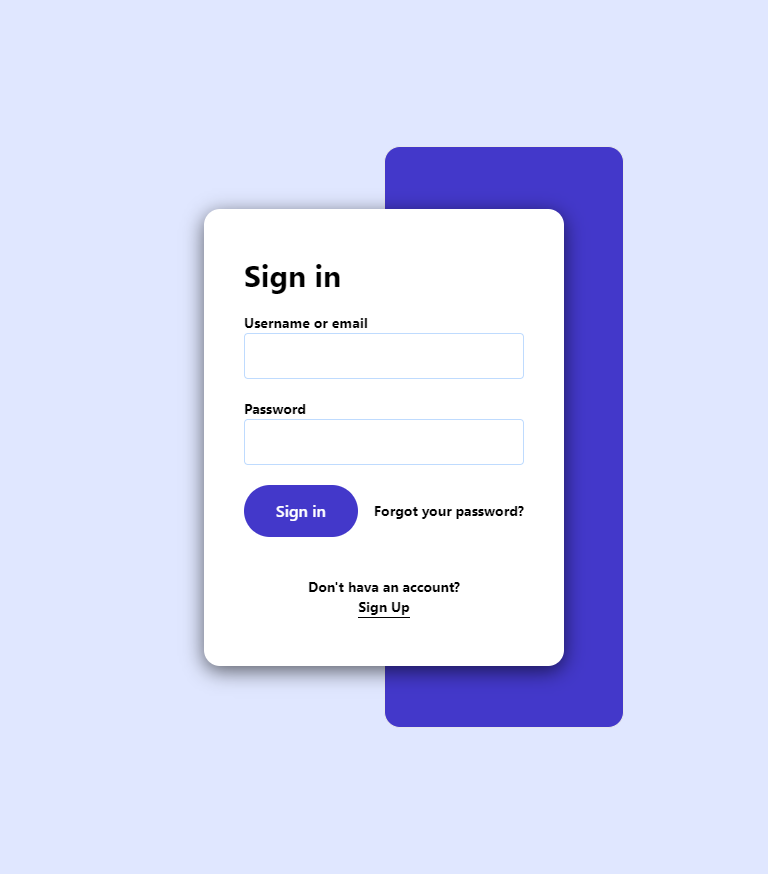 Sign in
Username or email
Password
Sign in
Forgot your password?
Don't hava an account?
Sign Up